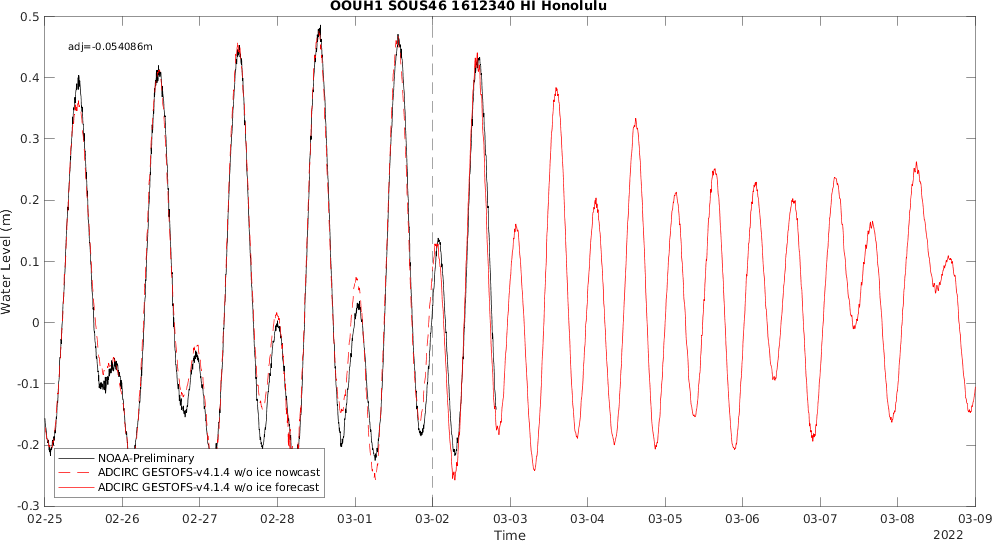 OOUH1 SOUS46 1612340 HI Honolulu
adj=-0.054086m
0.5
0.4
0.3
0.2
0.1
0
-0.1
-0.2
-0.3
Water Level (m)
NOAA-Preliminary
ADCIRC GESTOFS-v4.1.4 w/o ice nowcast
ADCIRC GESTOFS-v4.1.4 w/o ice forecast
02-25 02-26 02-27 02-28 03-01 03-02 03-03 03-04 03-05 03-06 03-07 03-08 03-09
Time
2022